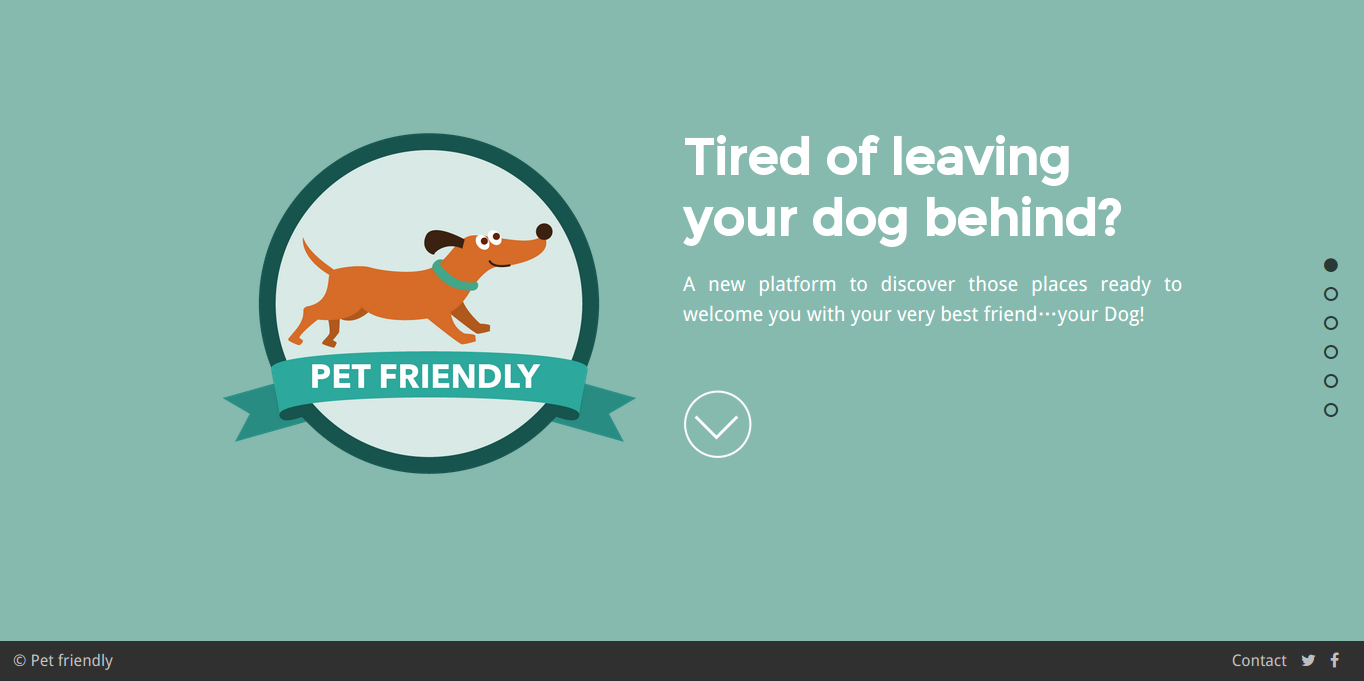 Tired of leaving
your dog behind?
A new platform to discover those places ready to
welcome you with your very best friend···your Dog!
PET FRIENDLY
© Pet friendly
Contact